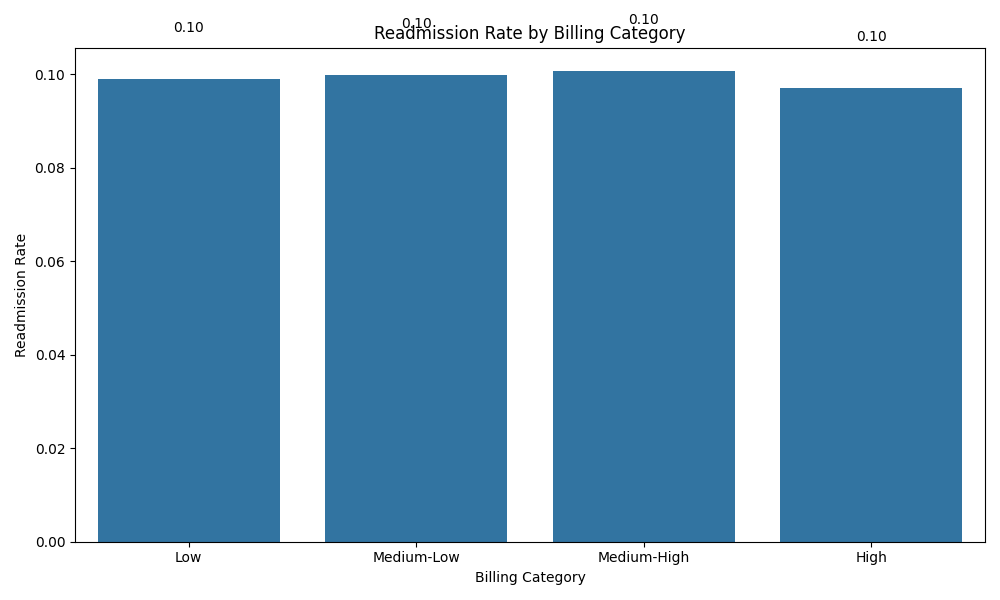 0.10
0.10
0.10
0.10
Readmission Rate by Billing Category
0.10
0.08
0.06
0.04
0.02
0.00
Readmission Rate
Low
Medium-Low
Medium-High
High
Billing Category